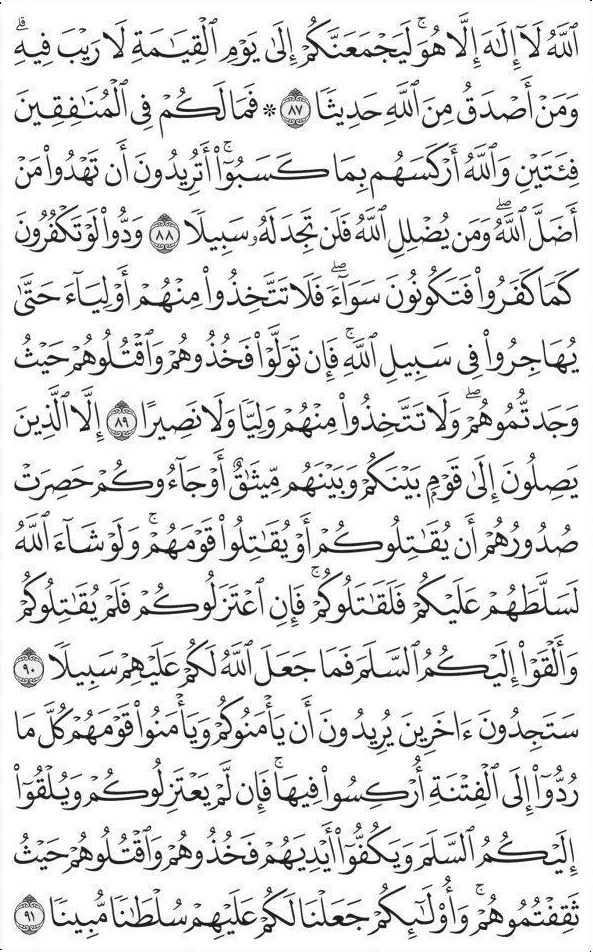 ٱللَّهُ لَآ إِلَٰهَ إِلَّا هُوَۚ لَيَجْمَعَنَّكُمْ إِلَىٰ يَوْمِ ٱلْقِيَٰمَةِ لَا رَيْبَ فِيهِۗ
وَمَنْ أَصْدَقُ مِنَ ٱللَّهِ حَدِيثٗا ٨٧ ۞ فَمَا لَكُمْ فِي ٱلْمُنَٰفِقِينَ
فِئَتَيْنِ وَٱللَّهُ أَرْكَسَهُم بِمَا كَسَبُوٓاْۚ أَتُرِيدُونَ أَن تَهْدُواْ مَنْ
أَضَلَّ ٱللَّهُۖ وَمَن يُضْلِلِ ٱللَّهُ فَلَن تَجِدَ لَهُۥ سَبِيلٗا ٨٨ وَدُّواْ لَوْ تَكْفُرُونَ
كَمَا كَفَرُواْ فَتَكُونُونَ سَوَآءٗۖ فَلَا تَتَّخِذُواْ مِنْهُمْ أَوْلِيَآءَ حَتَّىٰ
يُهَاجِرُواْ فِي سَبِيلِ ٱللَّهِۚ فَإِن تَوَلَّوْاْ فَخُذُوهُمْ وَٱقْتُلُوهُمْ حَيْثُ
وَجَدتُّمُوهُمْۖ وَلَا تَتَّخِذُواْ مِنْهُمْ وَلِيّٗا وَلَا نَصِيرًا ٨٩ إِلَّا ٱلَّذِينَ
يَصِلُونَ إِلَىٰ قَوْمِۭ بَيْنَكُمْ وَبَيْنَهُم مِّيثَٰقٌ أَوْ جَآءُوكُمْ حَصِرَتْ
صُدُورُهُمْ أَن يُقَٰتِلُوكُمْ أَوْ يُقَٰتِلُواْ قَوْمَهُمْۚ وَلَوْ شَآءَ ٱللَّهُ
لَسَلَّطَهُمْ عَلَيْكُمْ فَلَقَٰتَلُوكُمْۚ فَإِنِ ٱعْتَزَلُوكُمْ فَلَمْ يُقَٰتِلُوكُمْ
وَأَلْقَوْاْ إِلَيْكُمُ ٱلسَّلَمَ فَمَا جَعَلَ ٱللَّهُ لَكُمْ عَلَيْهِمْ سَبِيلٗا ٩٠
سَتَجِدُونَ ءَاخَرِينَ يُرِيدُونَ أَن يَأْمَنُوكُمْ وَيَأْمَنُواْ قَوْمَهُمْ كُلَّ مَا
رُدُّوٓاْ إِلَى ٱلْفِتْنَةِ أُرْكِسُواْ فِيهَاۚ فَإِن لَّمْ يَعْتَزِلُوكُمْ وَيُلْقُوٓاْ
إِلَيْكُمُ ٱلسَّلَمَ وَيَكُفُّوٓاْ أَيْدِيَهُمْ فَخُذُوهُمْ وَٱقْتُلُوهُمْ حَيْثُ
ثَقِفْتُمُوهُمْۚ وَأُوْلَٰٓئِكُمْ جَعَلْنَا لَكُمْ عَلَيْهِمْ سُلْطَٰنٗا مُّبِينٗا ٩١